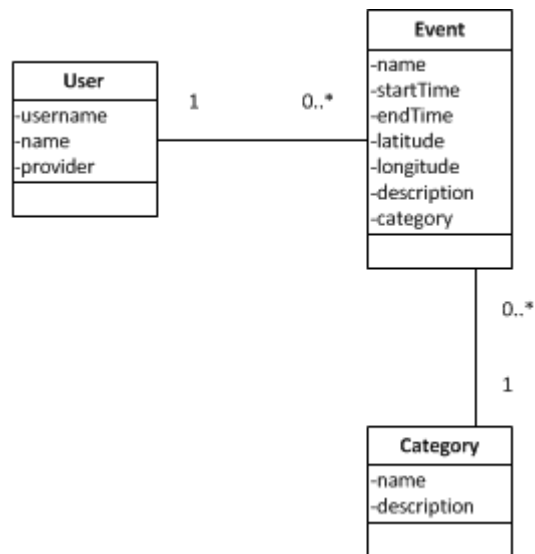 User
-username
-name
-provider
1
0..*
Event
-name
-startTime
-endTime
-latitude
-longitude
-description
-category
0..*
1
Category
-name
-description